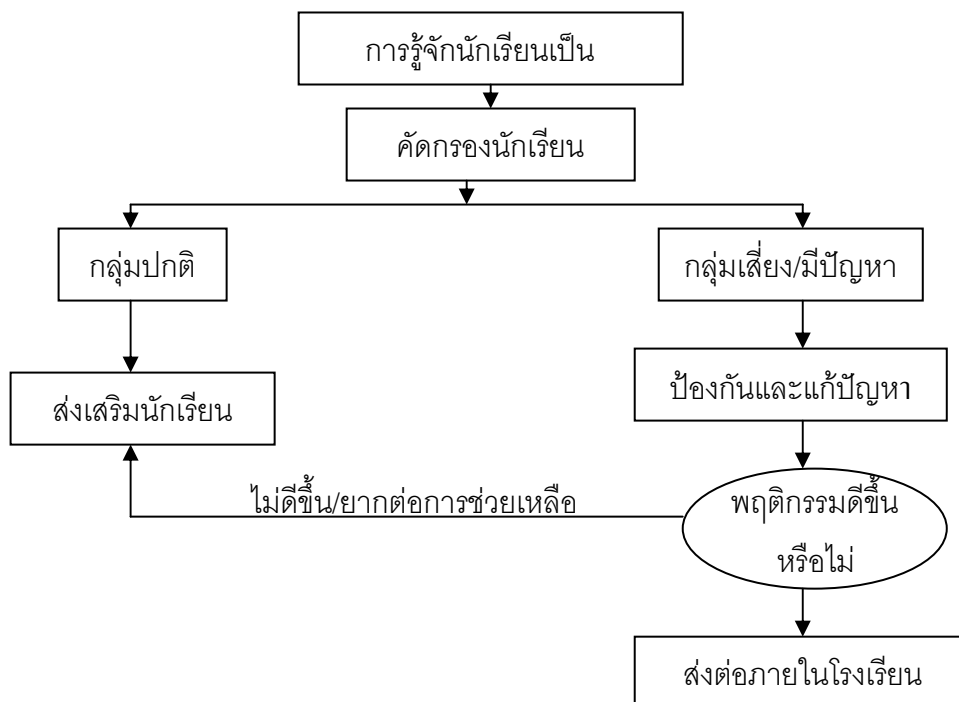 การรู้จักนักเรียนเป็น
คัดกรองนักเรียน
กลุ่มปกติ
กลุ่มเสี่ยง/มีปัญหา
ส่งเสริมนักเรียน
ป้องกันและแก้ปัญหา
ไม่ดีขึ้น/ยากต่อการช่วยเหลือ
พฤติกรรมดีขึ้น
หรือไม่
ส่งต่อภายในโรงเรียน